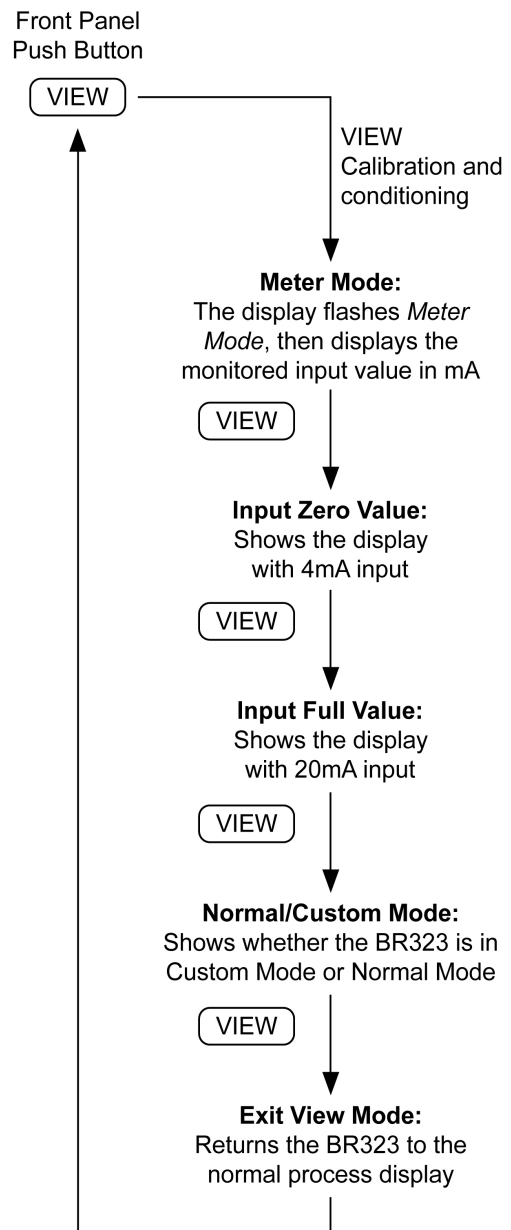 Front Panel
Push Button
VIEW
VIEW
Calibration and
conditioning
Meter Mode:
The display flashes Meter
Mode, then displays the
monitored input value in mA
VIEW
Input Zero Value:
Shows the display
with 4mA input
VIEW
Input Full Value:
Shows the display
with 20mA input
VIEW
Normal/Custom Mode:
Shows whether the BR323 is in
Custom Mode or Normal Mode
VIEW
Exit View Mode:
Returns the BR323 to the
normal process display